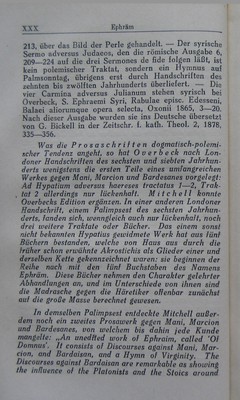 XXX Ephräm
213, über das Bild der Perle gehandelt. — Der syrische
Sermo adversus Judaeos, den die römische Ausgabe 6,
209—224 auf die drei Sermones de fide folgen läßt, ist
kein polemischer Traktat, sondern ein Hymnus auf
Palmsonntag, übrigens erst durch Handschriften des
zehnten bis zwölften Jahrhunderts überliefert. — Die
vier Carmina adversus Julianum stehen syrisch bei
Overbeck, S. Ephraemi Syri, Rabulae episc. Edesseni,
Balaei aliorumque opera selecta, Oxonii 1865, 3—20.
Nach dieser Ausgabe wurden sie ins Deutsche übersetzt
von G. Bickell in der Zeitschr. f. kath. Theol. 2, 1878,
335—356.
Was die Prosaschriften dogmatisch-polemi-
scher Tendenz angeht, so hat Overbeck nach Lon-
doner Handschriften des sechsten und siebten Jahrhun-
derts wenigstens die ersten Teile eines umfangreichen
Werkes gegen Mani, Marcion und Bardesanes vorgelegt:
Ad Hypatium adversus haereses tractatus 1—2, Trak-
tat 2 allerdings nur lückenhaft. Mitchell konnte
Overbecks Edition ergänzen. In einer anderen Londoner
Handschrift, einem Palimpsest des sechsten Jahrhun-
derts, fanden sich, wenngleich auch nur lückenhaft, noch
drei weitere Traktate oder Bücher. Das einem sonst
nicht bekannten Hypatius gewidmete Werk hat aus fünf
Büchern bestanden, welche von Haus aus durch die
früher schon erwähnte Akrostichis als Glieder einer und
derselben Kette gekennzeichnet waren: sie beginnen der
Reihe nach mit den fünf Buchstaben des Namens
Ephräm. Diese Bücher nehmen den Charakter gelehrter
Abhandlungen an, und im Unterschiede von ihnen sind
die Madrasche gegen die Häretiker offenbar zunächst
auf die große Masse berechnet gewesen.
In demselben Palimpsest entdeckte Mitchell außer-
dem noch ein zweites Prosawerk gegen Mani, Marcion
und Bardesanes, von welchem bis dahin jede Kunde
mangelte: „An unedited work of Ephraim, called 'Of
Domnus'. It consists of Discourses against Mani, Mar-
cion, and Bardaisan, and a Hymn of Virginity. The
Discourses against Bardaisan are remarkable as showing
the influence of the Platonists and the Stoics around